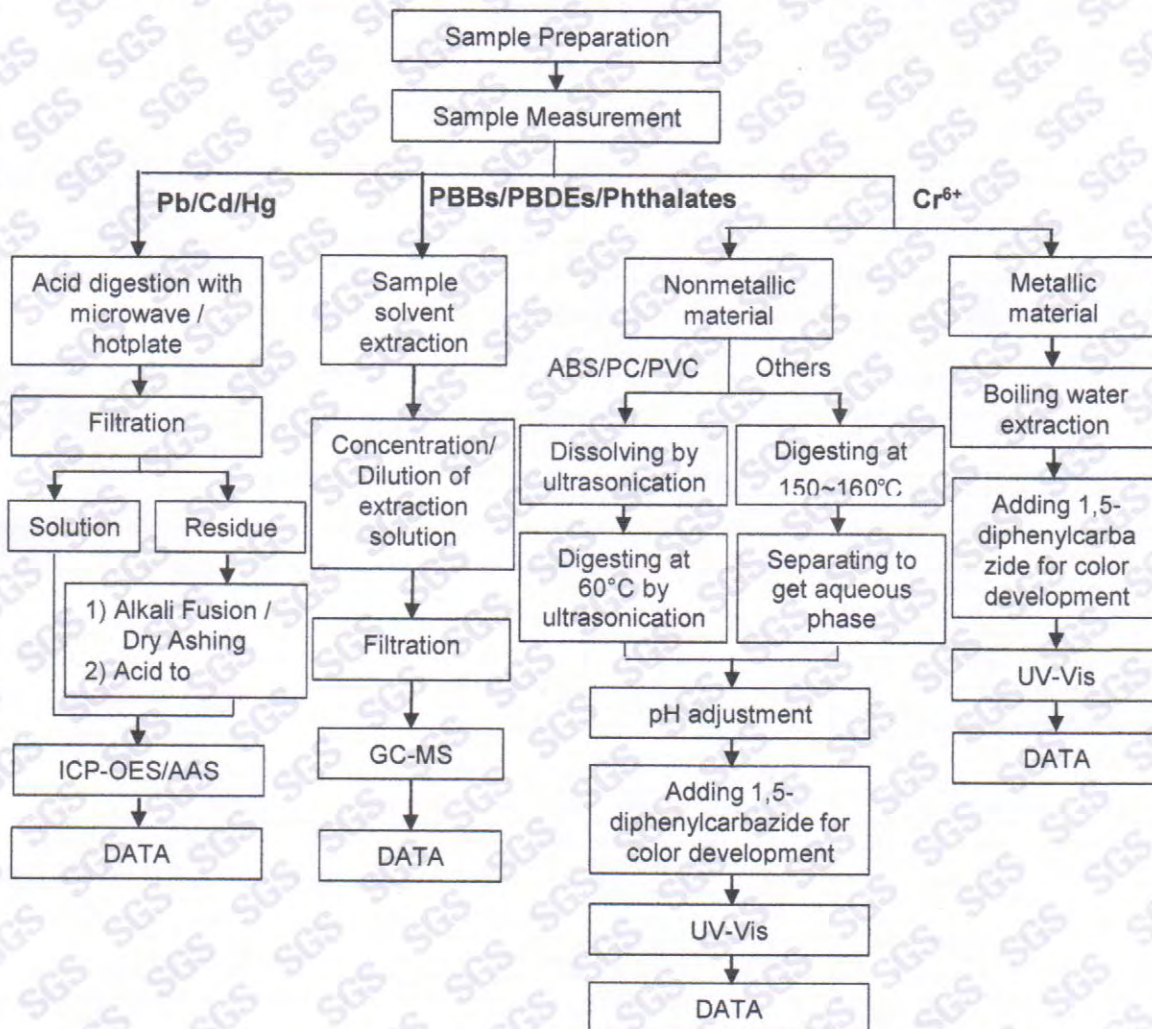 Sample Preparation
Sample Measurement
Pb/Cd/Hg
PBBs/PBDEs/Phthalates
Cr⁶⁺
Acid digestion with
microwave /
hotplate
Filtration
Solution
Residue
1) Alkali Fusion /
Dry Ashing
2) Acid to
ICP-OES/AAS
DATA
Sample
solvent
extraction
Concentration/
Dilution of
extraction
solution
Filtration
GC-MS
DATA
Nonmetallic
material
ABS/PC/PVC
Others
Dissolving by
ultrasonication
Digesting at
60°C by
ultrasonication
Digesting at
150~160℃
Separating to
get aqueous
phase
pH adjustment
Adding 1,5-
diphenylcarbazide for
color development
UV-Vis
DATA
Metallic
material
Boiling water
extraction
Adding 1,5-
diphenylcarba
zide for color
development
UV-Vis
DATA
SGS